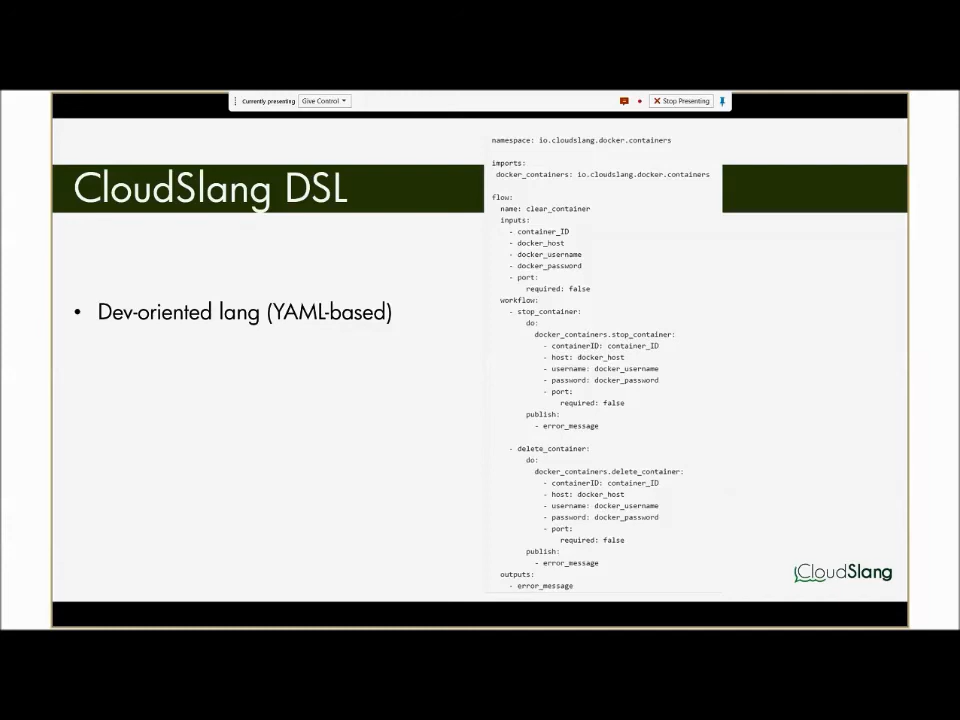 Currently presenting Give Control Stop Presenting
CloudSlang DSL
• Dev-oriented lang (YAML-based)
namespace: io.cloudslang.docker.containers
imports:
docker_containers: io.cloudslang.docker.containers
flow:
name: clear_container
inputs:
- container_ID
- docker_host
- docker_username
- docker_password
- port:
required: false
workflow:
- stop_container:
do:
docker_containers.stop_container:
- containerID: container_ID
- host: docker_host
- username: docker_username
- password: docker_password
- port:
required: false
publish:
- error_message
- delete_container:
do:
docker_containers.delete_container:
- containerID: container_ID
- host: docker_host
- username: docker_username
- password: docker_password
- port:
required: false
publish:
- error_message
outputs:
- error_message
CloudSlang